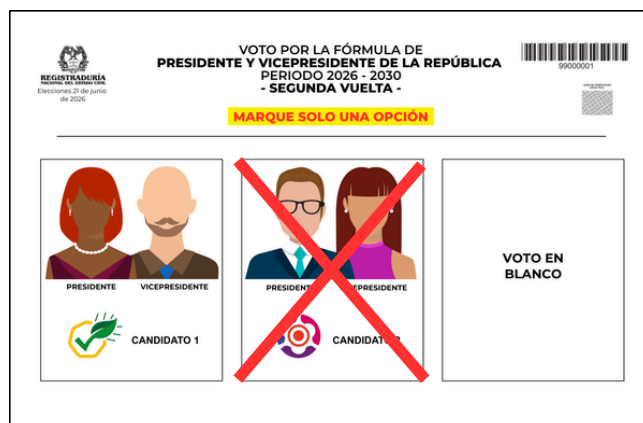 REGISTRADURÍA
NACIONAL DEL ESTADO CIVIL
Elecciones 21 de junio
de 2026
VOTO POR LA FÓRMULA DE
PRESIDENTE Y VICEPRESIDENTE DE LA REPÚBLICA
PERIODO 2026 - 2030
- SEGUNDA VUELTA -
99000001
MARQUE SOLO UNA OPCIÓN
PRESIDENTE VICEPRESIDENTE
CANDIDATO 1
VOTO EN
BLANCO